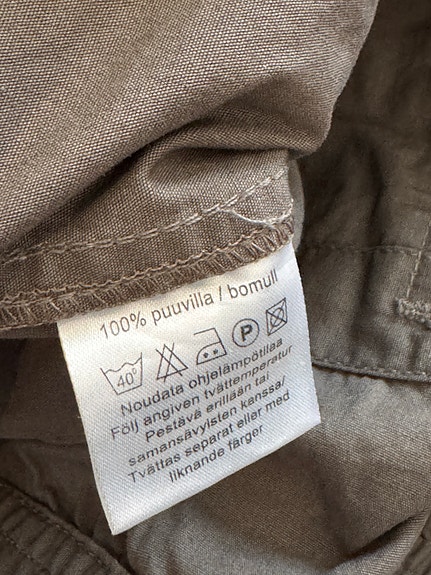 100% puuvilla / bomull
40° P
Noudata ohjelämpötilaa
Följ angiven tvättemperatur
Pestävä erillään tai
samansävylsten kanssa/
Tvättas separat eller med
liknande färger